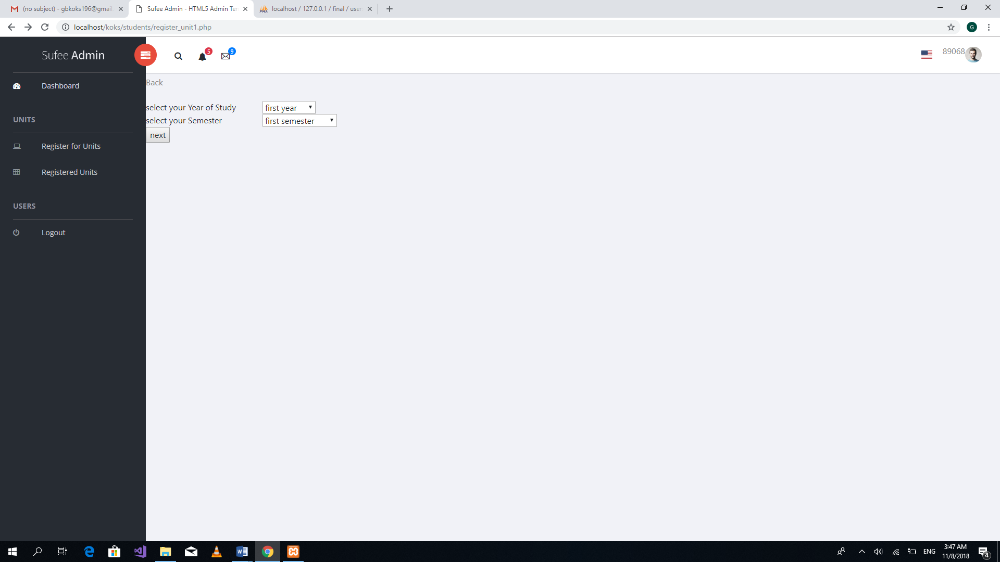 (no subject) - gbkoks196@gmail.
Sufee Admin - HTML5 Admin Ter
localhost / 127.0.0.1 / final / user
localhost/koks/students/register_unit1.php
G
Sufee Admin
5
9
89068
Dashboard
Back
select your Year of Study first year
UNITS
select your Semester first semester
next
Register for Units
Registered Units
USERS
Logout
ENG
3:47 AM
11/8/2018
4